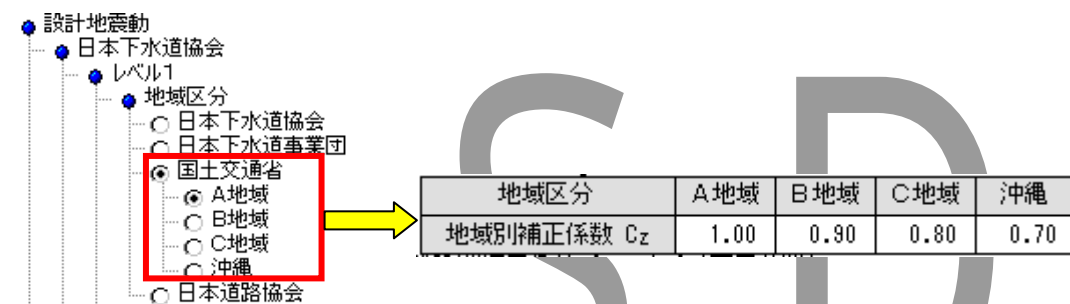 設計地震動
日本下水道協会
レベル1
地域区分
日本下水道協会
日本下水道事業団
国土交通省
A地域
B地域
C地域
沖縄
日本道路協会
地域区分 A地域 B地域 C地域 沖縄
地域別補正係数 Cz 1.00 0.90 0.80 0.70
S D